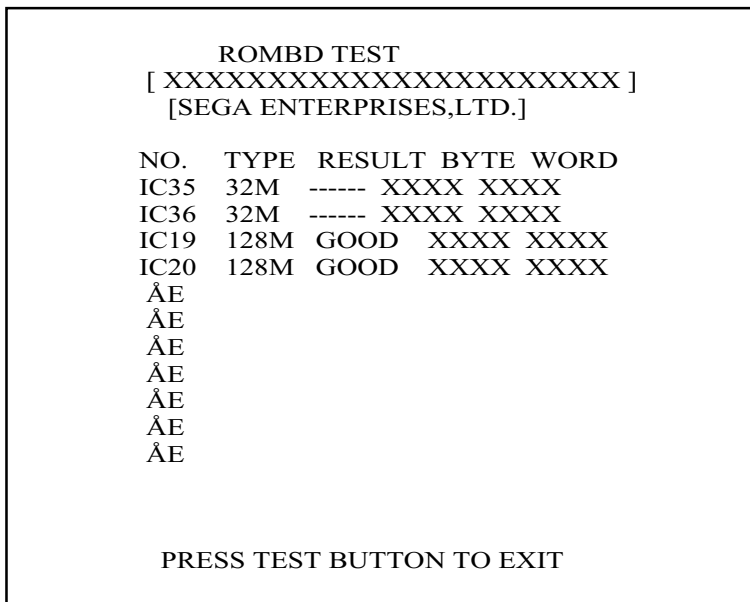 ROMBD TEST
[ XXXXXXXXXXXXXXXXXXXXXX ]
[SEGA ENTERPRISES,LTD.]
NO. TYPE RESULT BYTE WORD
IC35 32M ------ XXXX XXXX
IC36 32M ------ XXXX XXXX
IC19 128M GOOD XXXX XXXX
IC20 128M GOOD XXXX XXXX
ÅE
ÅE
ÅE
ÅE
ÅE
ÅE
ÅE
PRESS TEST BUTTON TO EXIT